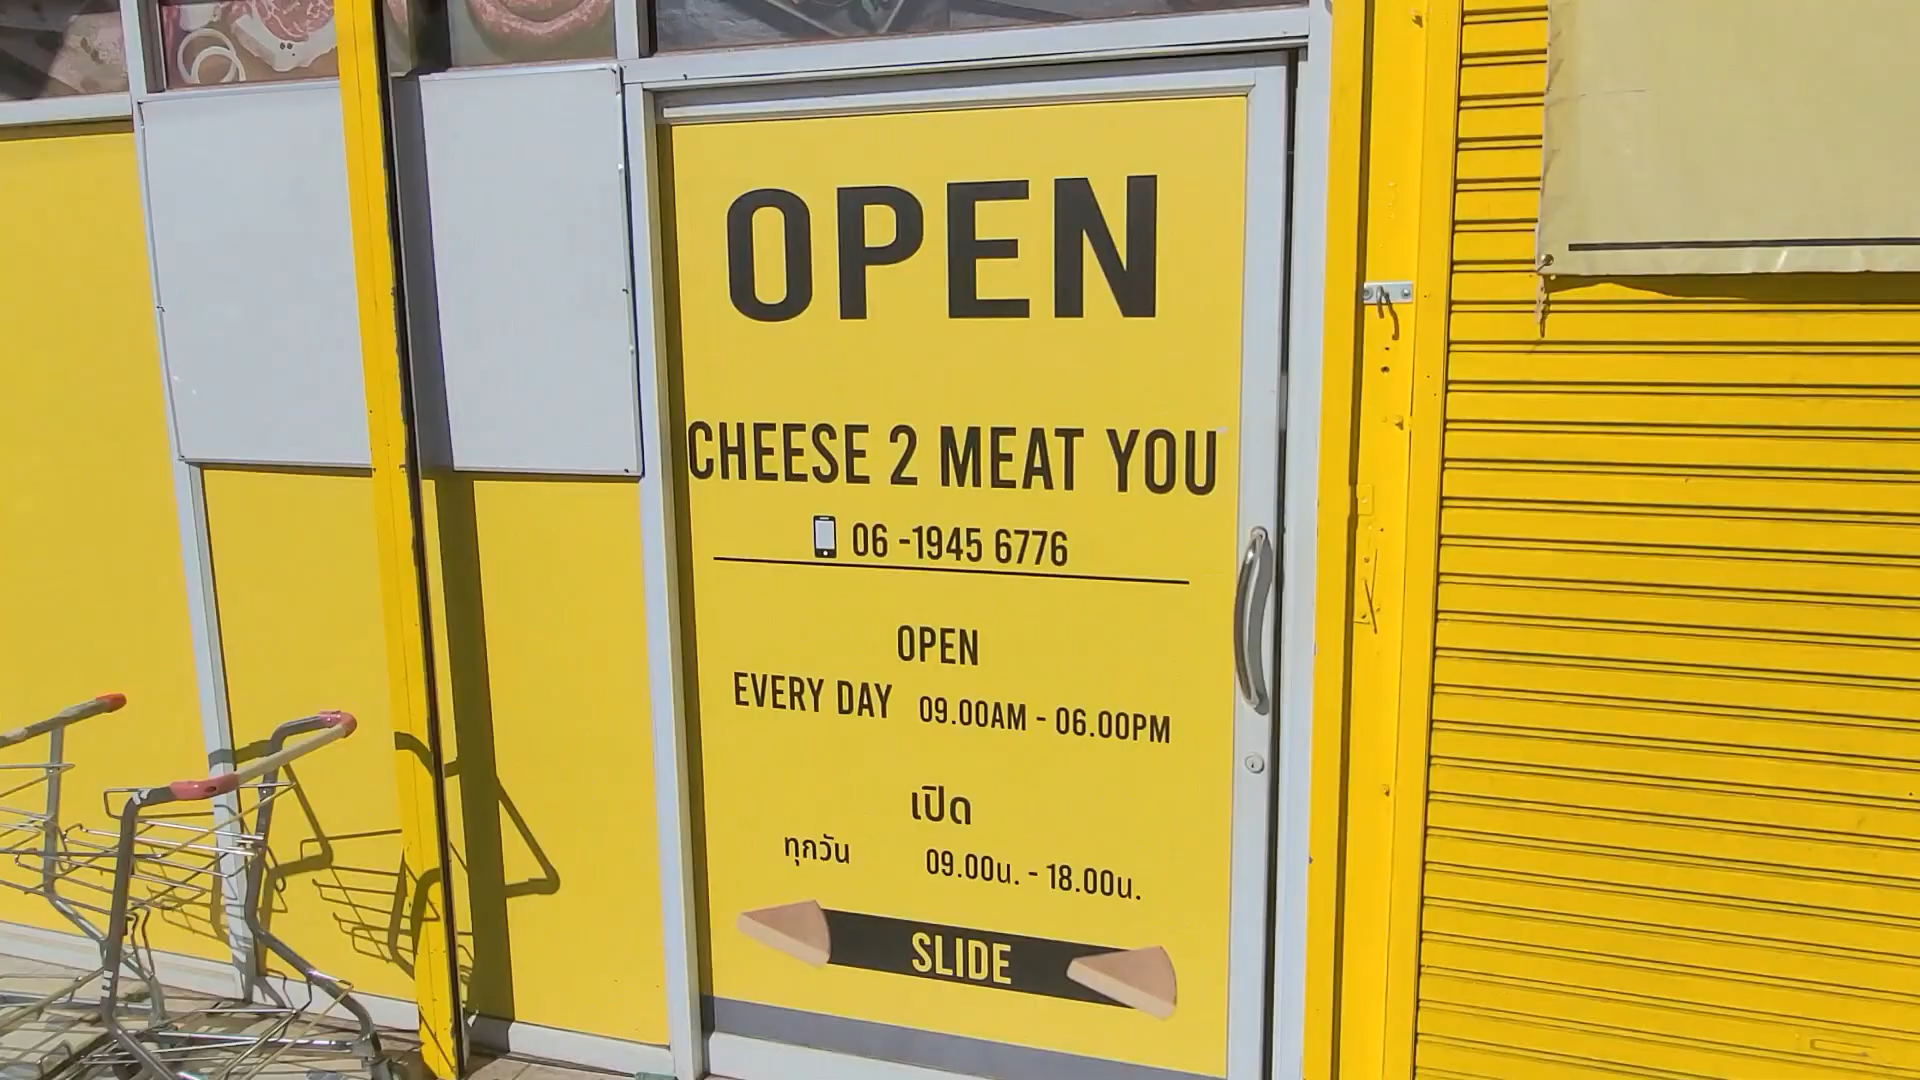 OPEN
CHEESE 2 MEAT YOU
06 -1945 6776
OPEN
EVERY DAY 09.00AM - 06.00PM
เปิด
ทุกวัน 09.00น. - 18.00น.
SLIDE